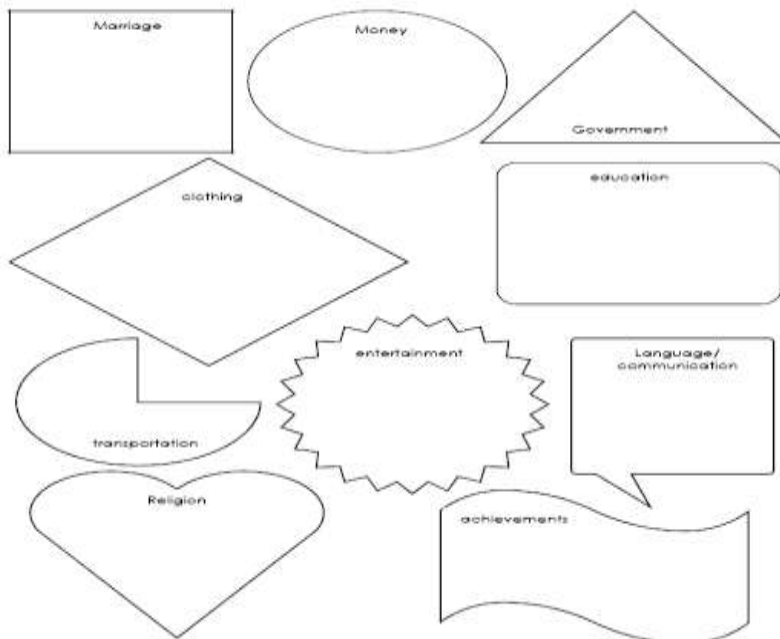 Marriage
Money
Government
clothing
education
entertainment
Language/
communication
transportation
Religion
achievements